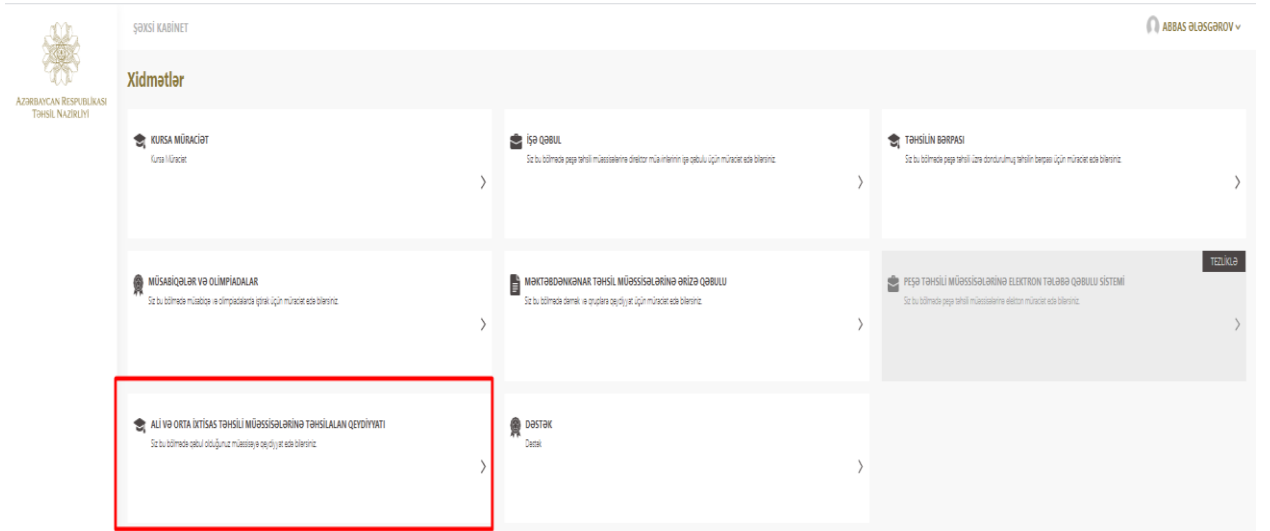 ŞƏXSİ KABİNET
ABBAS ƏLƏSGƏROV
AZƏRBAYCAN RESPUBLİKASI
TƏHSİL NAZİRLİYİ
Xidmətlər
KURSA MÜRACİƏT
Kursa Müraciət
İŞƏ QƏBUL
Siz bu bölmədə peşə təhsili müəssisələrinə direktor müavinlərinin işə qəbulu üçün müraciət edə bilərsiniz.
TƏHSİLİN BƏRPASI
Siz bu bölmədə peşə təhsili üzrə dondurulmuş təhsilin bərpası üçün müraciət edə bilərsiniz.
MÜSABİQƏLƏR VƏ OLİMPİADALAR
Siz bu bölmədə müsabiqə və olimpiadalarda iştirak üçün müraciət edə bilərsiniz.
MƏKTƏBDƏNKƏNAR TƏHSİL MÜƏSSİSƏLƏRİNƏ ƏRİZƏ QƏBULU
Siz bu bölmədə dərnək və qruplara qeydiyyat üçün müraciət edə bilərsiniz.
TEZLİKLƏ
PEŞƏ TƏHSİLİ MÜƏSSİSƏLƏRİNƏ ELEKTRON TƏLƏBƏ QƏBULU SİSTEMİ
Siz bu bölmədə peşə təhsili müəssisələrinə elektron müraciət edə bilərsiniz.
ALİ VƏ ORTA İXTİSAS TƏHSİLİ MÜƏSSİSƏLƏRİNƏ TƏHSİLALAN QEYDİYYATI
Siz bu bölmədə qəbul olduğunuz müəssisəyə qeydiyyat edə bilərsiniz.
DƏSTƏK
Dəstək